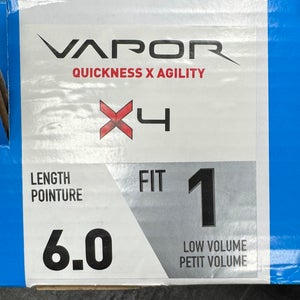 VAPOR
QUICKNESS X AGILITY
X4
LENGTH
POINTURE
6.0
FIT 1
LOW VOLUME
PETIT VOLUME